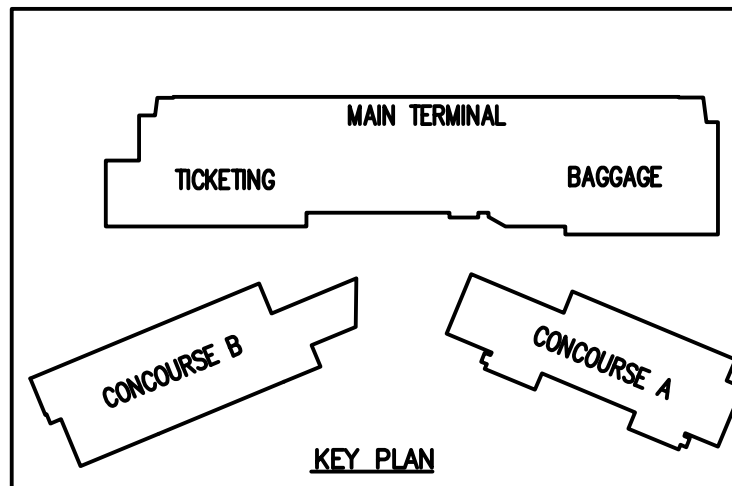 MAIN TERMINAL
TICKETING
BAGGAGE
CONCOURSE B
CONCOURSE A
KEY PLAN